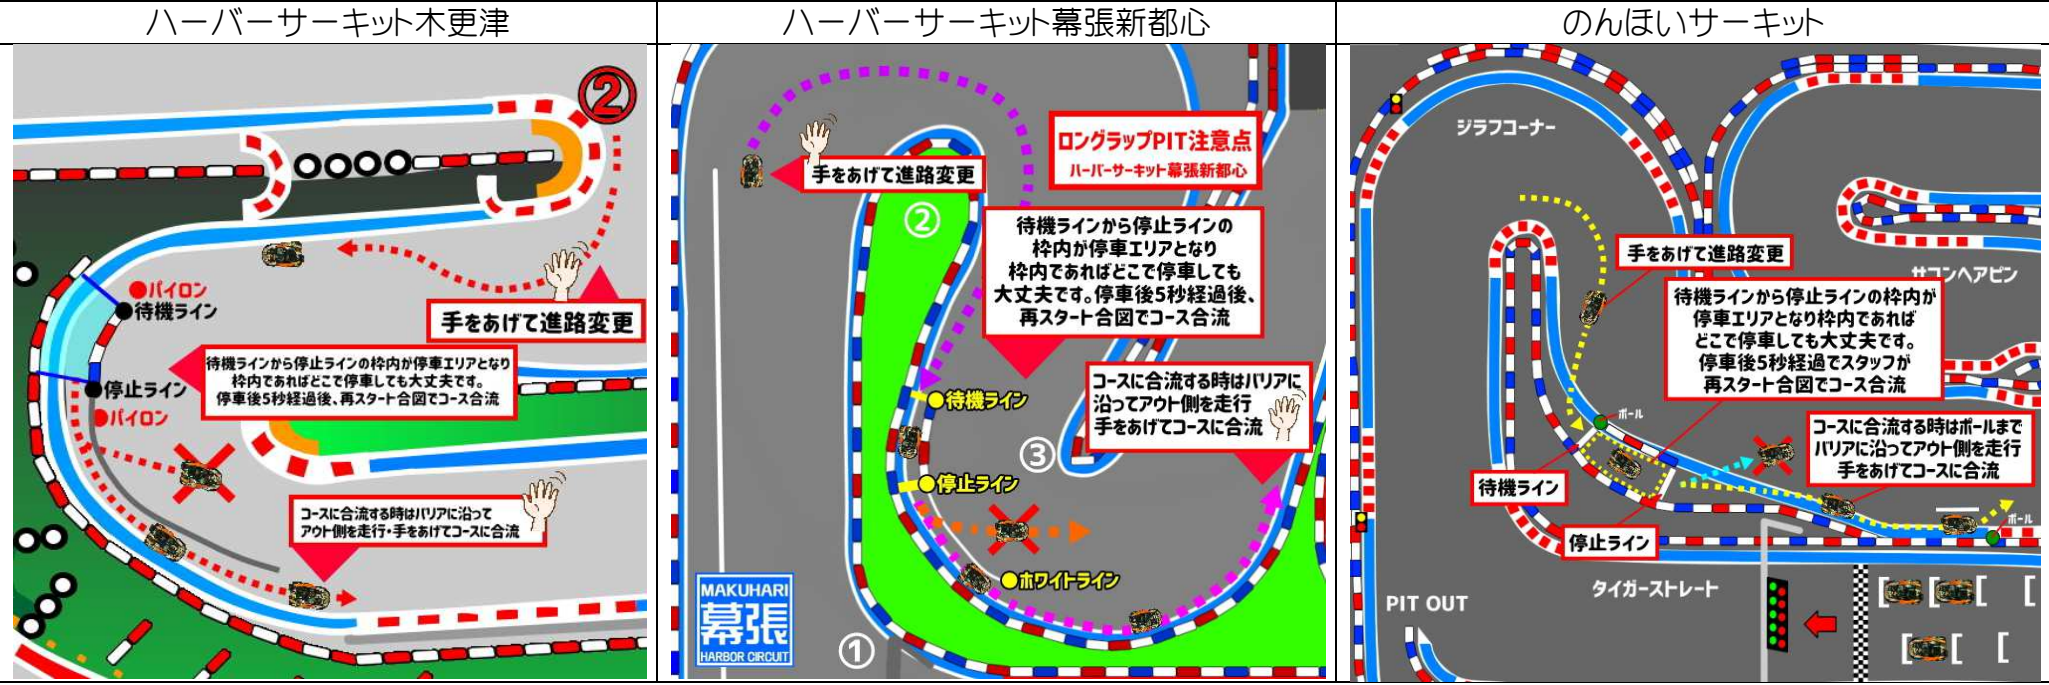 ハーバーサーキット木更津
②
手をあげて進路変更
●パイロン
●待機ライン
待機ラインから停止ラインの枠内が停車エリアとなり
枠内であればどこで停車しても大丈夫です。
停車後5秒経過後、再スタート合図でコース合流
●停止ライン
●パイロン
コースに合流する時はバリアに沿って
アウト側を走行・手をあげてコースに合流
ハーバーサーキット幕張新都心
ロングラップPIT注意点
ハーバーサーキット幕張新都心
手をあげて進路変更
②
待機ラインから停止ラインの
枠内が停車エリアとなり
枠内であればどこで停車しても
大丈夫です。停車後5秒経過後、
再スタート合図でコース合流
コースに合流する時はバリアに
沿ってアウト側を走行
手をあげてコースに合流
●待機ライン
③
●停止ライン
●ホワイトライン
MAKUHARI
幕張
HARBOR CIRCUIT
①
のんほいサーキット
ジラフコーナー
手をあげて進路変更
サコンヘアピン
待機ラインから停止ラインの枠内が
停車エリアとなり枠内であれば
どこで停車しても大丈夫です。
停車後5秒経過でスタッフが
再スタート合図でコース合流
ポール
コースに合流する時はポールまで
バリアに沿ってアウト側を走行
手をあげてコースに合流
待機ライン
ポール
停止ライン
タイガーストレート
PIT OUT